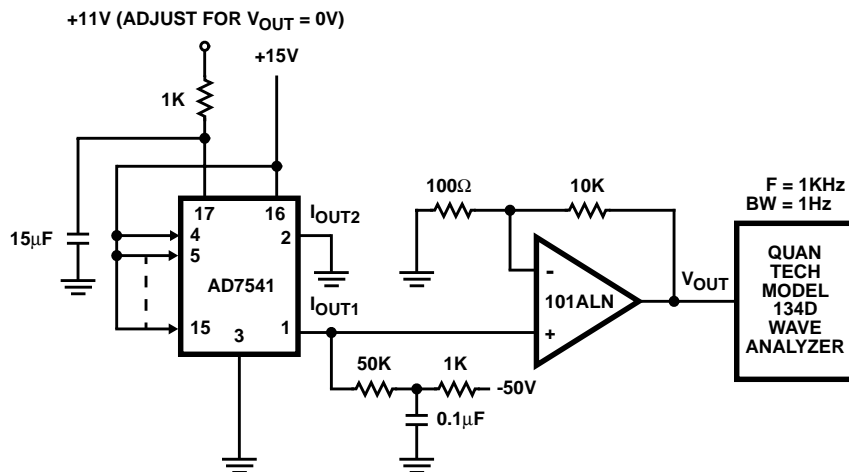 +11V (ADJUST FOR VOUT = 0V)
+15V
1K
15μF
17
16
4
5
15
3
2
1
AD7541
IOUT2
IOUT1
50K
1K
-50V
0.1μF
100Ω
10K
-
+
101ALN
VOUT
F = 1KHz
BW = 1Hz
QUAN
TECH
MODEL
134D
WAVE
ANALYZER